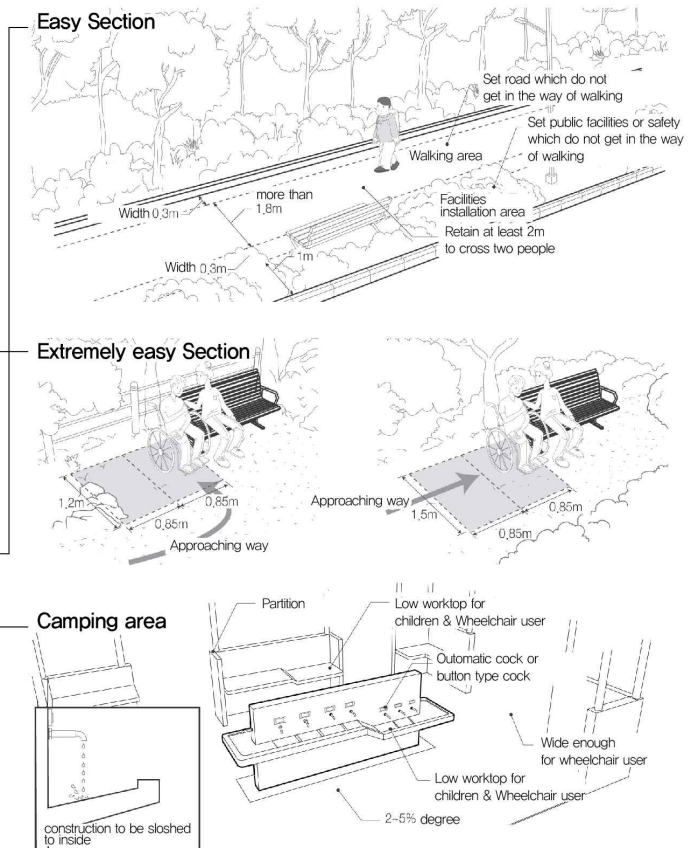 Easy Section
Set road which do not
get in the way of walking
Set public facilities or safety
which do not get in the way
of walking
Walking area
more than
1.8m
Width 0.3m
Facilities
installation area
Retain at least 2m
to cross two people
Width 0.3m
1m
Extremely easy Section
1.2m
0.85m
0.85m
Approaching way
Approaching way
1.5m
0.85m
0.85m
Camping area
Partition
Low worktop for
children & Wheelchair user
Outomatic cock or
button type cock
Wide enough
for wheelchair user
Low worktop for
children & Wheelchair user
2~5% degree
construction to be sloshed
to inside